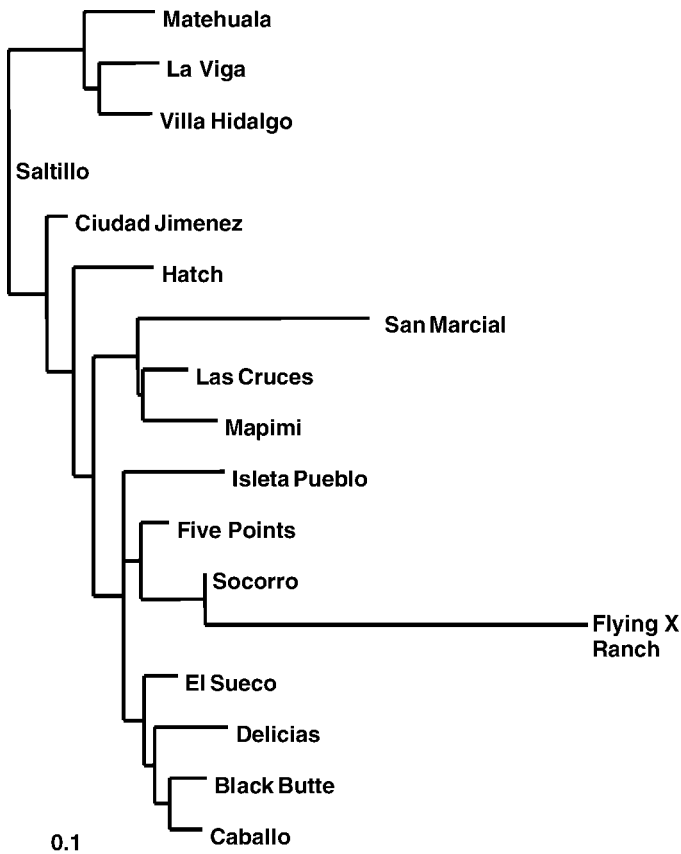 Matehuala
La Viga
Villa Hidalgo
Saltillo
Ciudad Jimenez
Hatch
San Marcial
Las Cruces
Mapimi
Isleta Pueblo
Five Points
Socorro
Flying X
Ranch
El Sueco
Delicias
Black Butte
Caballo
0.1